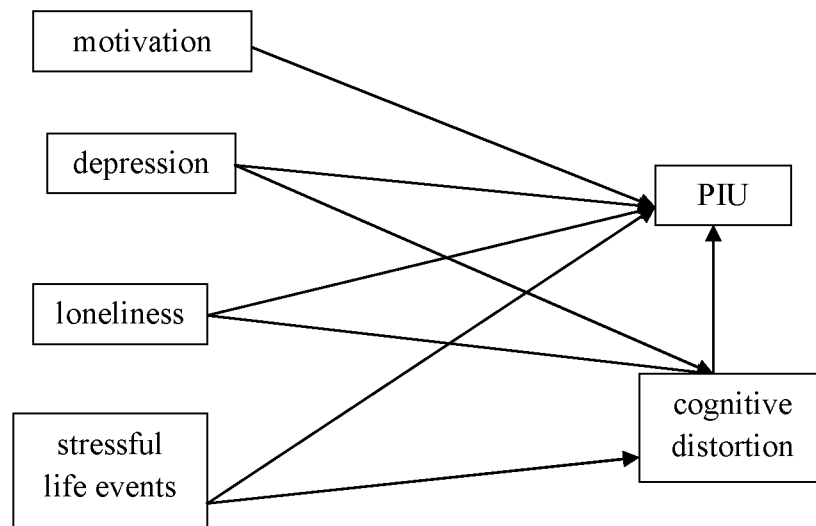 motivation
depression
PIU
loneliness
cognitive
distortion
stressful
life events